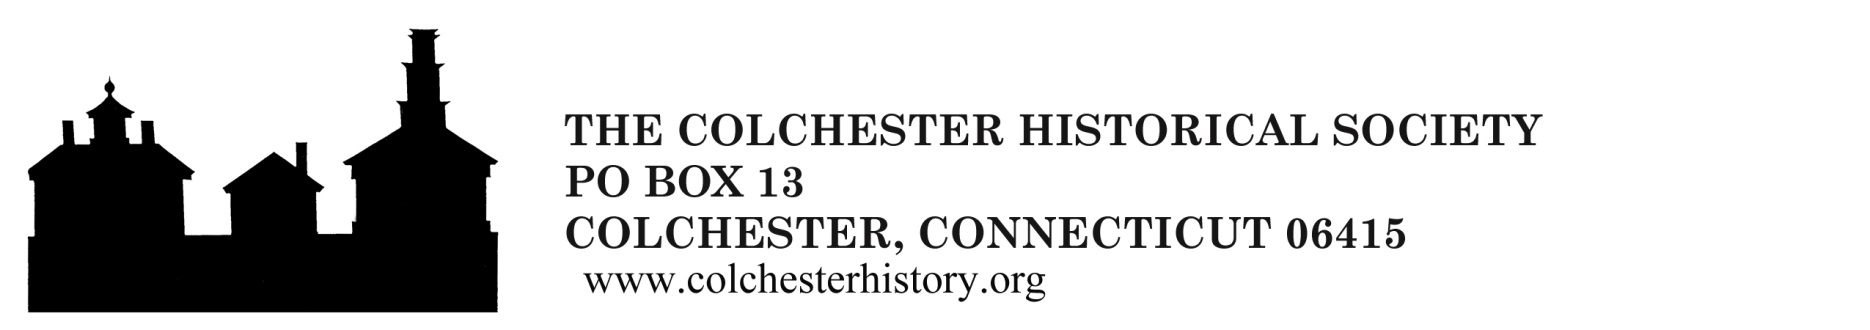 THE COLCHESTER HISTORICAL SOCIETY
PO BOX 13
COLCHESTER, CONNECTICUT 06415
www.colchesterhistory.org